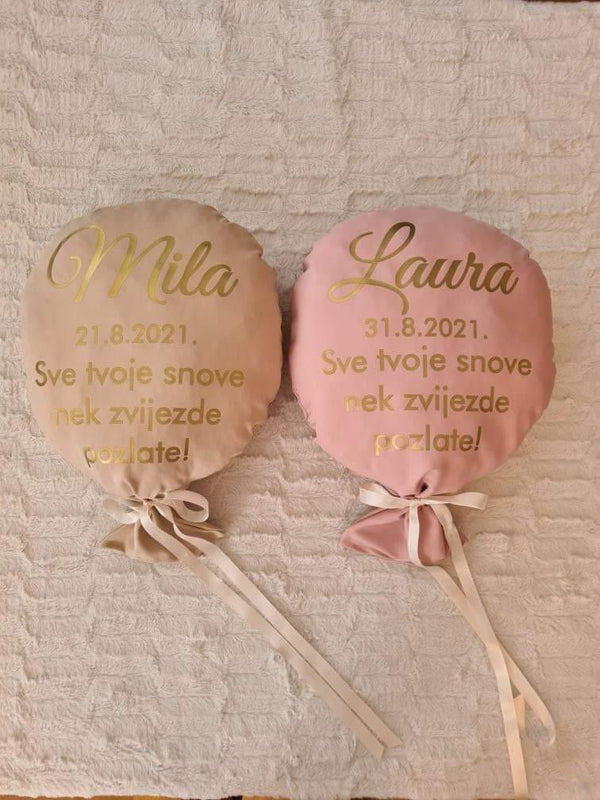 Mila
21.8.2021.
Sve tvoje snove
nek zvijezde
pozlate!
Laura
31.8.2021.
Sve tvoje snove
nek zvijezde
pozlate!